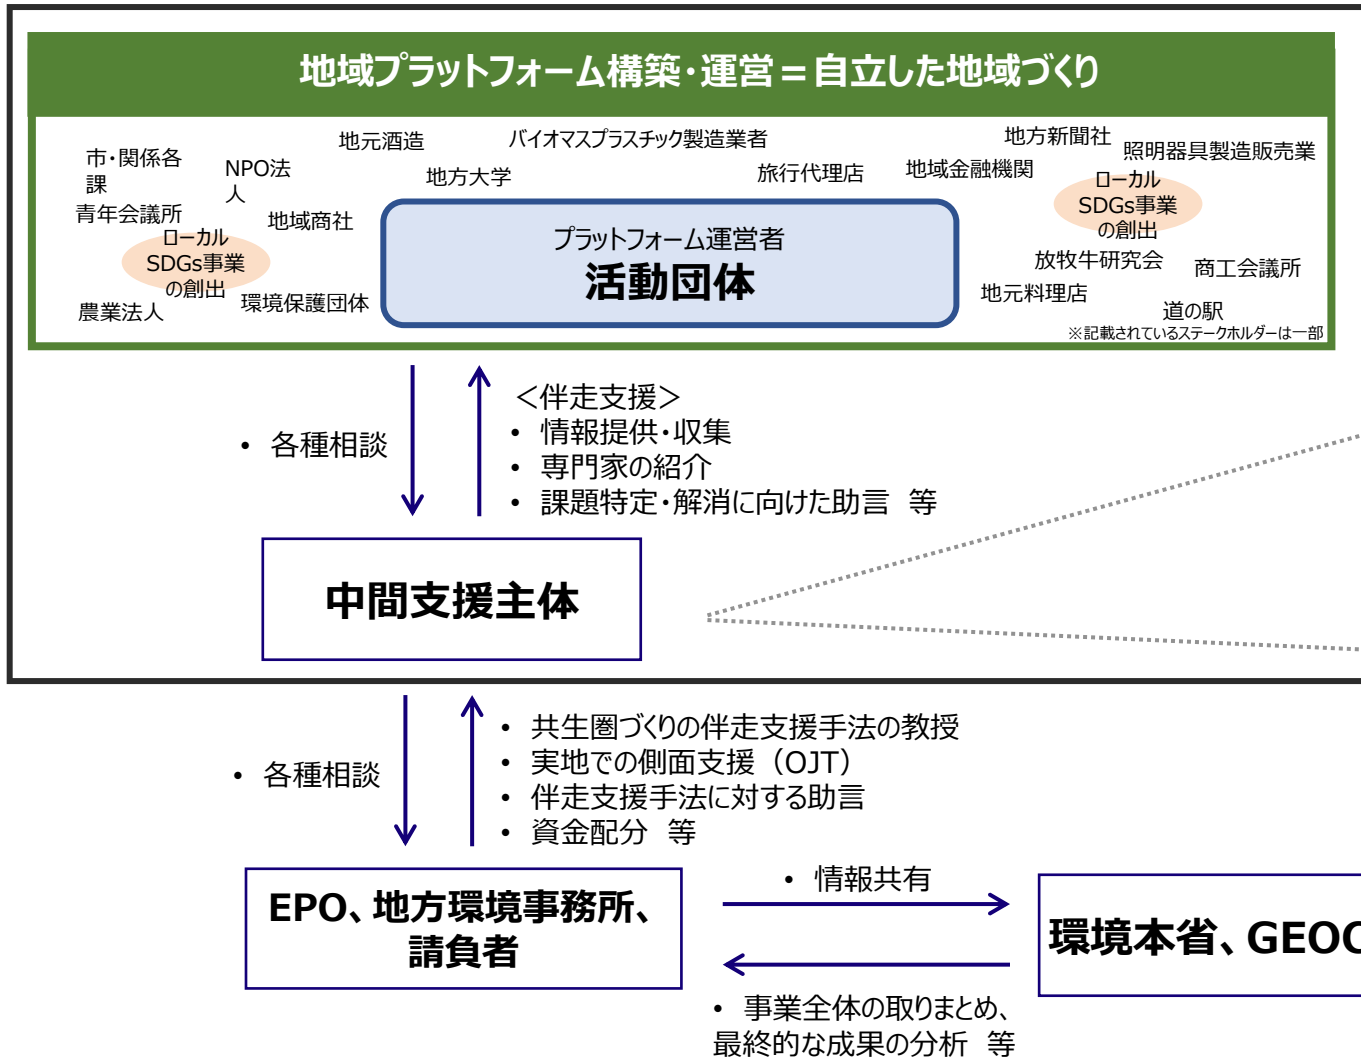 地域プラットフォーム構築・運営＝自立した地域づくり
市・関係各
課
NPO法
人
地元酒造
バイオマスプラスチック製造業者
地方新聞社
照明器具製造販売業
地方大学
旅行代理店
地域金融機関
青年会議所
地域商社
ローカル
SDGs事業
の創出
ローカル
SDGs事業
の創出
プラットフォーム運営者
活動団体
農業法人
環境保護団体
放牧牛研究会
商工会議所
地元料理店
道の駅
※記載されているステークホルダーは一部
• 各種相談
＜伴走支援＞
• 情報提供・収集
• 専門家の紹介
• 課題特定・解消に向けた助言 等
中間支援主体
• 各種相談
• 共生圏づくりの伴走支援手法の教授
• 実地での側面支援（OJT）
• 伴走支援手法に対する助言
• 資金配分 等
EPO、地方環境事務所、
請負者
• 情報共有
環境本省、GEOC
• 事業全体の取りまとめ、
最終的な成果の分析 等